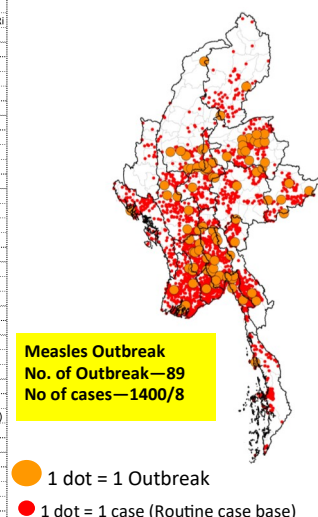 Measles Outbreak
No. of Outbreak—89
No of cases—1400/8
1 dot = 1 Outbreak
1 dot = 1 case (Routine case base)